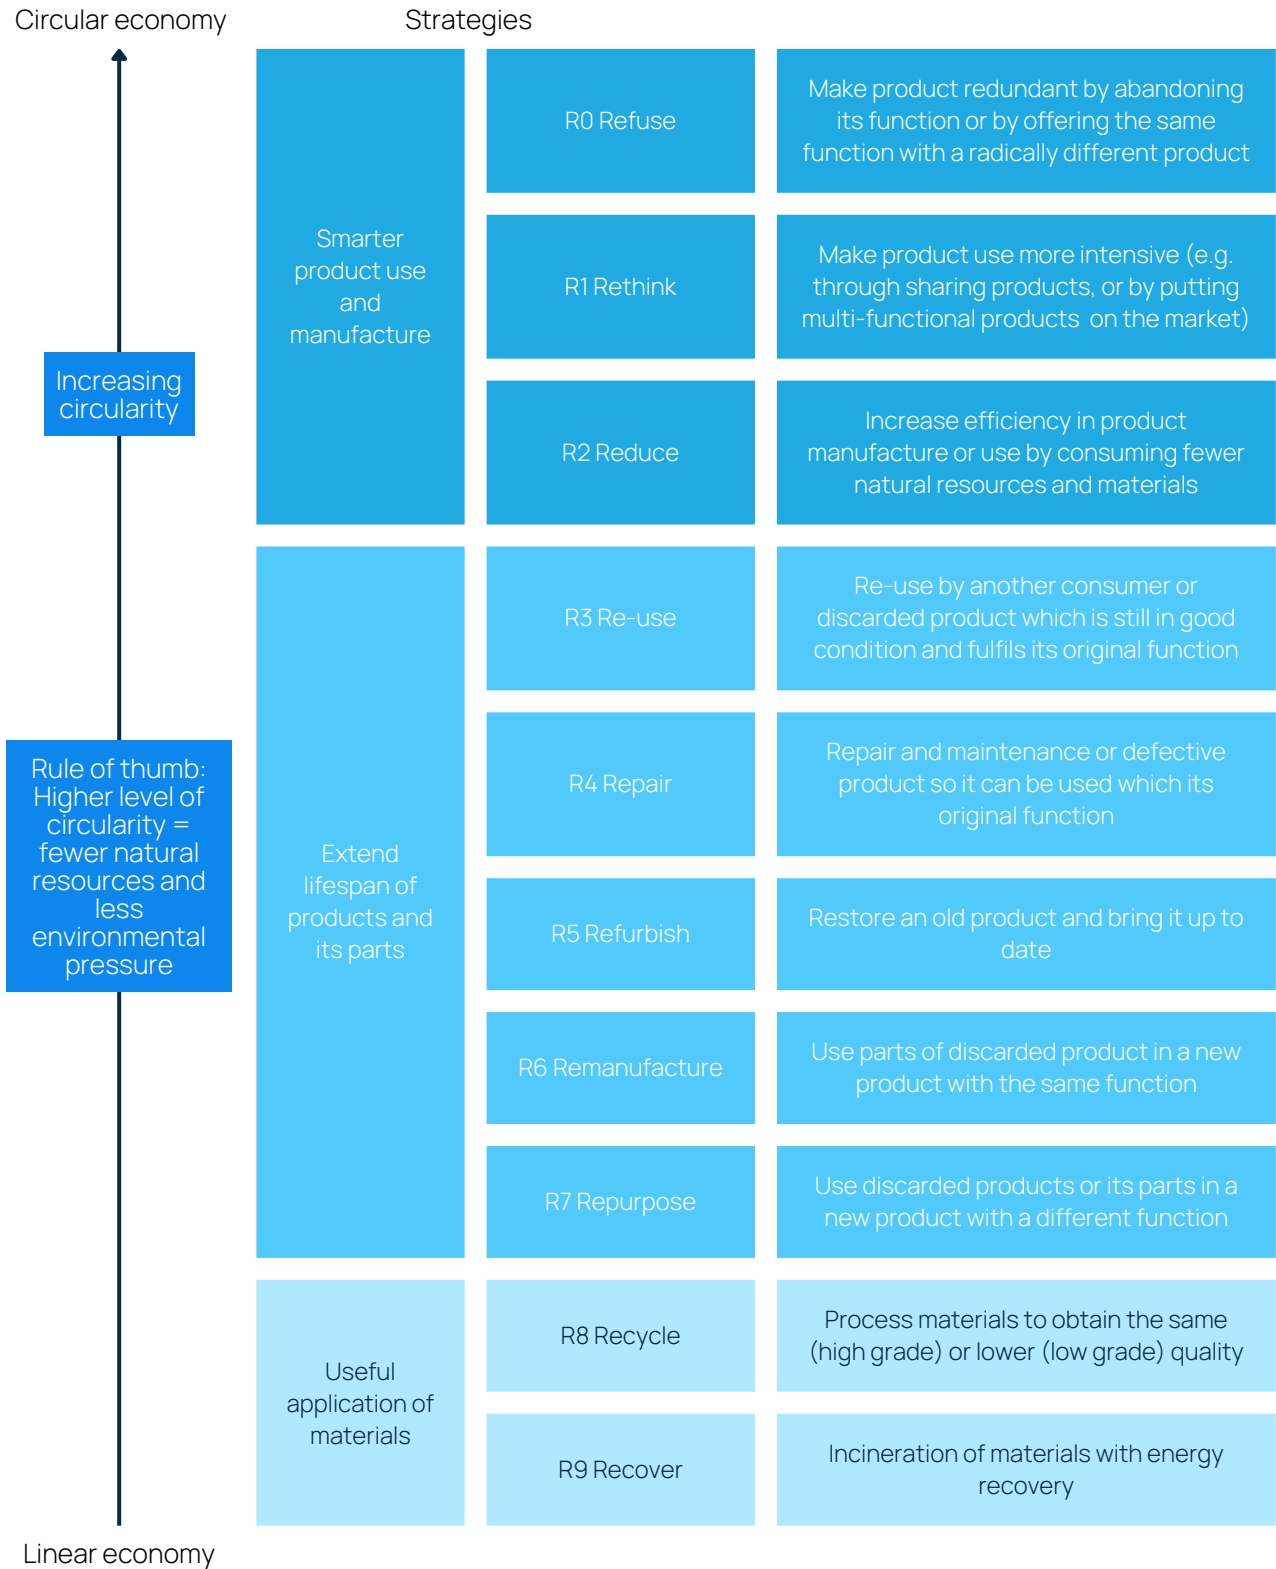 Circular economy
Strategies
Increasing
circularity
Rule of thumb:
Higher level of
circularity =
fewer natural
resources and
less
environmental
pressure
Linear economy
Smarter
product use
and
manufacture
R0 Refuse
Make product redundant by abandoning
its function or by offering the same
function with a radically different product
R1 Rethink
Make product use more intensive (e.g.
through sharing products, or by putting
multi-functional products  on the market)
R2 Reduce
Increase efficiency in product
manufacture or use by consuming fewer
natural resources and materials
Extend
lifespan of
products and
its parts
R3 Re-use
Re-use by another consumer or
discarded product which is still in good
condition and fulfils its original function
R4 Repair
Repair and maintenance or defective
product so it can be used which its
original function
R5 Refurbish
Restore an old product and bring it up to
date
R6 Remanufacture
Use parts of discarded product in a new
product with the same function
R7 Repurpose
Use discarded products or its parts in a
new product with a different function
Useful
application of
materials
R8 Recycle
Process materials to obtain the same
(high grade) or lower (low grade) quality
R9 Recover
Incineration of materials with energy
recovery